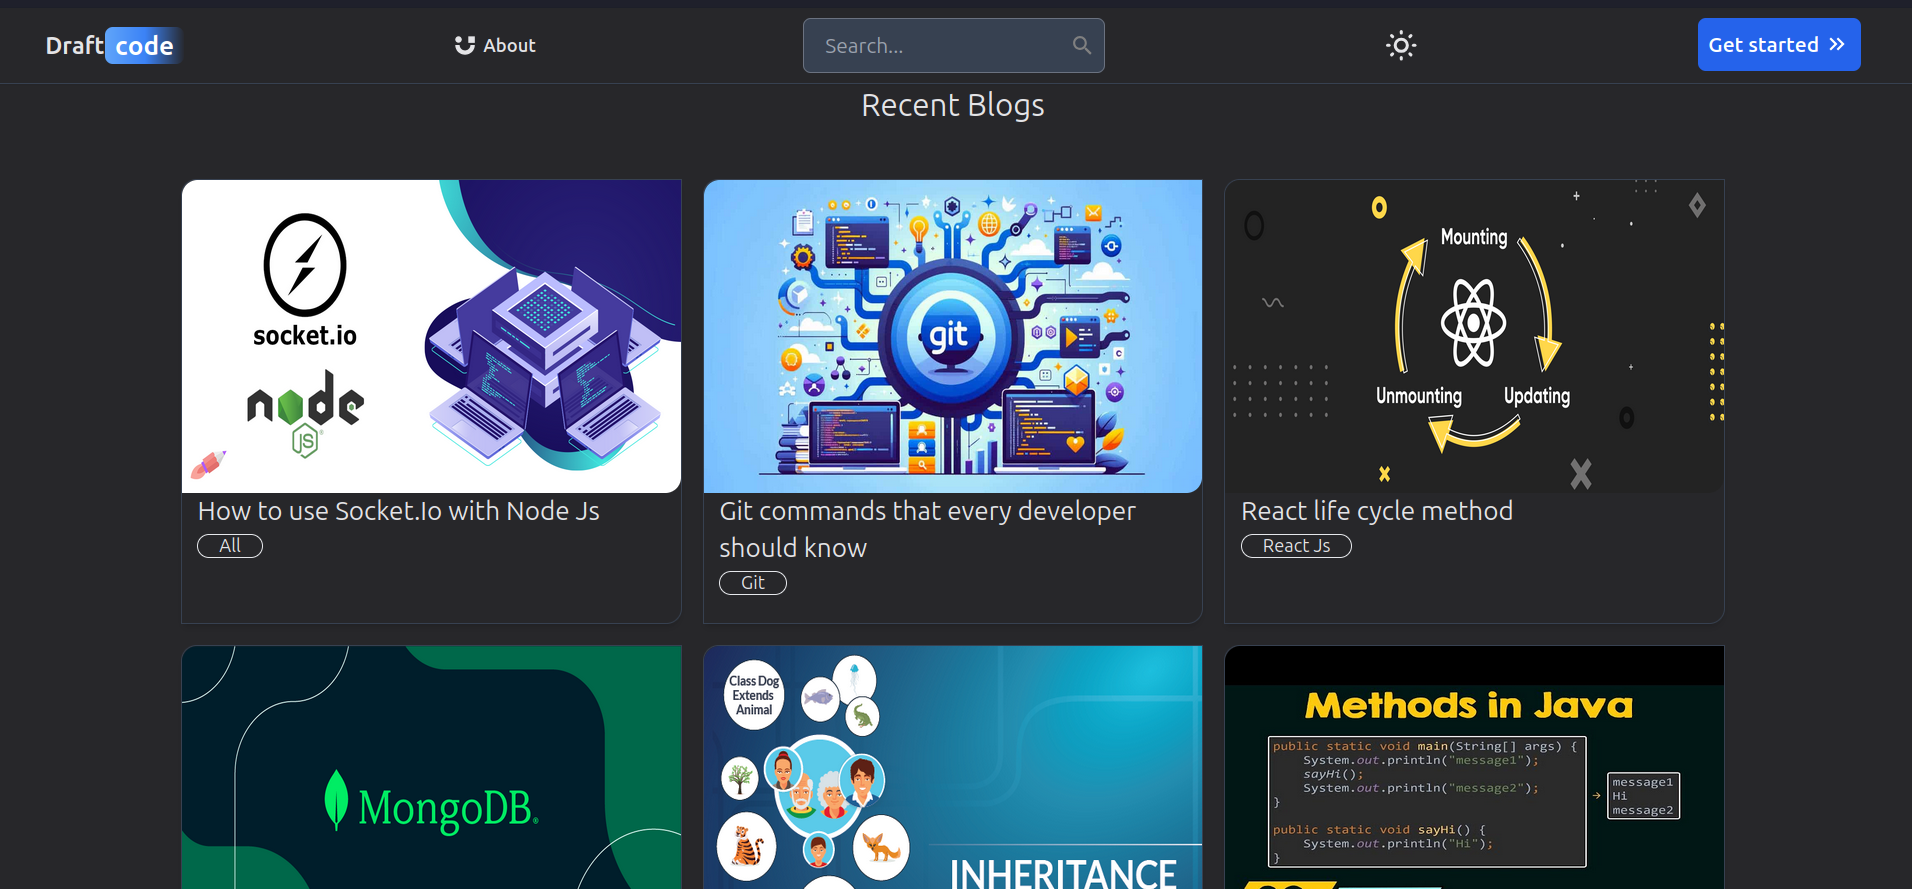 Draft code
About
Search...
Get started
Recent Blogs
socket.io
node
JS
How to use Socket.Io with Node Js
All
git
Git commands that every developer
should know
Git
Mounting
Unmounting
Updating
React life cycle method
React Js
MongoDB®
Class Dog
Extends
Animal
INHERITANCE
Methods in Java
public static void main(String[] args) {
System.out.println("message1");
sayHi();
System.out.println("message2");
}
public static void sayHi() {
System.out.println("Hi");
}
message1
Hi
message2